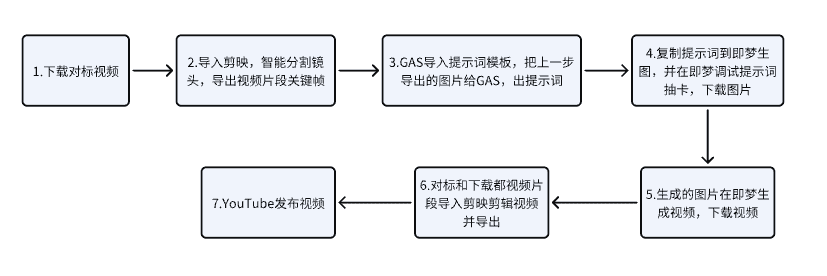 1.下载对标视频
2.导入剪映，智能分割镜
头，导出视频片段关键帧
3.GAS导入提示词模板，把上一步
导出的图片给GAS，出提示词
4.复制提示词到即梦生
图，并在即梦调试提示词
抽卡，下载图片
5.生成的图片在即梦生
成视频，下载视频
6.对标和下载都视频片
段导入剪映剪辑视频
并导出
7.YouTube发布视频